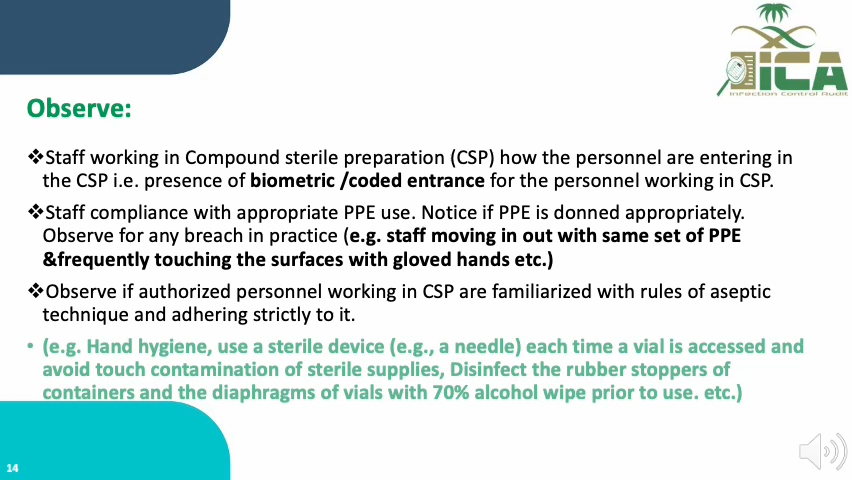 ICA
Infection Control Audit
Observe:
❖Staff working in Compound sterile preparation (CSP) how the personnel are entering in
the CSP i.e. presence of biometric /coded entrance for the personnel working in CSP.
❖Staff compliance with appropriate PPE use. Notice if PPE is donned appropriately.
Observe for any breach in practice (e.g. staff moving in out with same set of PPE
&frequently touching the surfaces with gloved hands etc.)
❖Observe if authorized personnel working in CSP are familiarized with rules of aseptic
technique and adhering strictly to it.
• (e.g. Hand hygiene, use a sterile device (e.g., a needle) each time a vial is accessed and
avoid touch contamination of sterile supplies, Disinfect the rubber stoppers of
containers and the diaphragms of vials with 70% alcohol wipe prior to use. etc.)
14